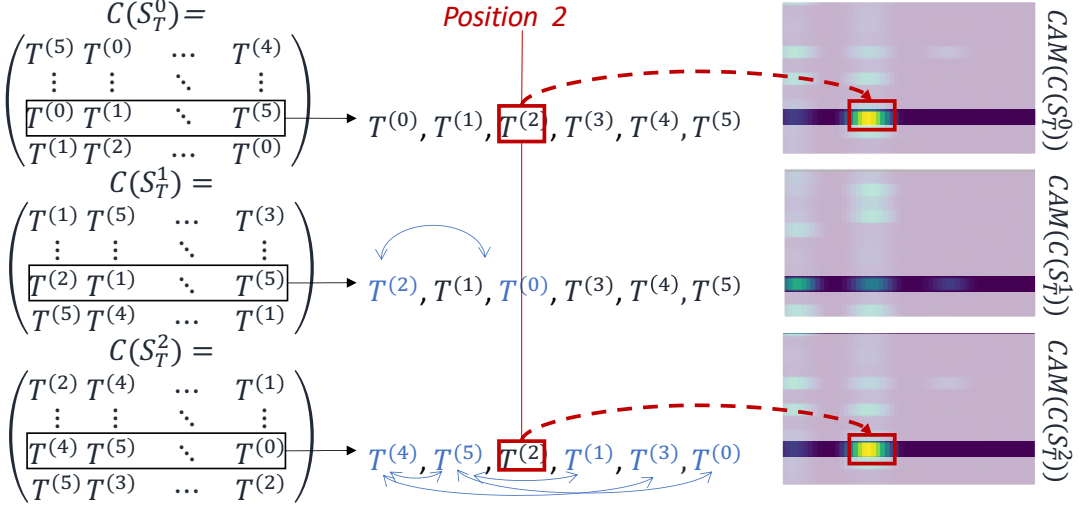 C(S_T^0) =
Position 2
T^(5) T^(0) ⋯ T^(4)
⋮ ⋮ ⋱ ⋮
T^(0) T^(1) ⋱ T^(5)
T^(1) T^(2) ⋯ T^(0)
T^(0), T^(1), T^(2), T^(3), T^(4), T^(5)
CAM(C(S_T^0))
C(S_T^1) =
T^(1) T^(5) ⋯ T^(3)
⋮ ⋮ ⋱ ⋮
T^(2) T^(1) ⋱ T^(5)
T^(5) T^(4) ⋯ T^(1)
T^(2), T^(1), T^(0), T^(3), T^(4), T^(5)
CAM(C(S_T^1))
C(S_T^2) =
T^(2) T^(4) ⋯ T^(1)
⋮ ⋮ ⋱ ⋮
T^(4) T^(5) ⋱ T^(0)
T^(5) T^(3) ⋯ T^(2)
T^(4), T^(5), T^(2), T^(1), T^(3), T^(0)
CAM(C(S_T^2))